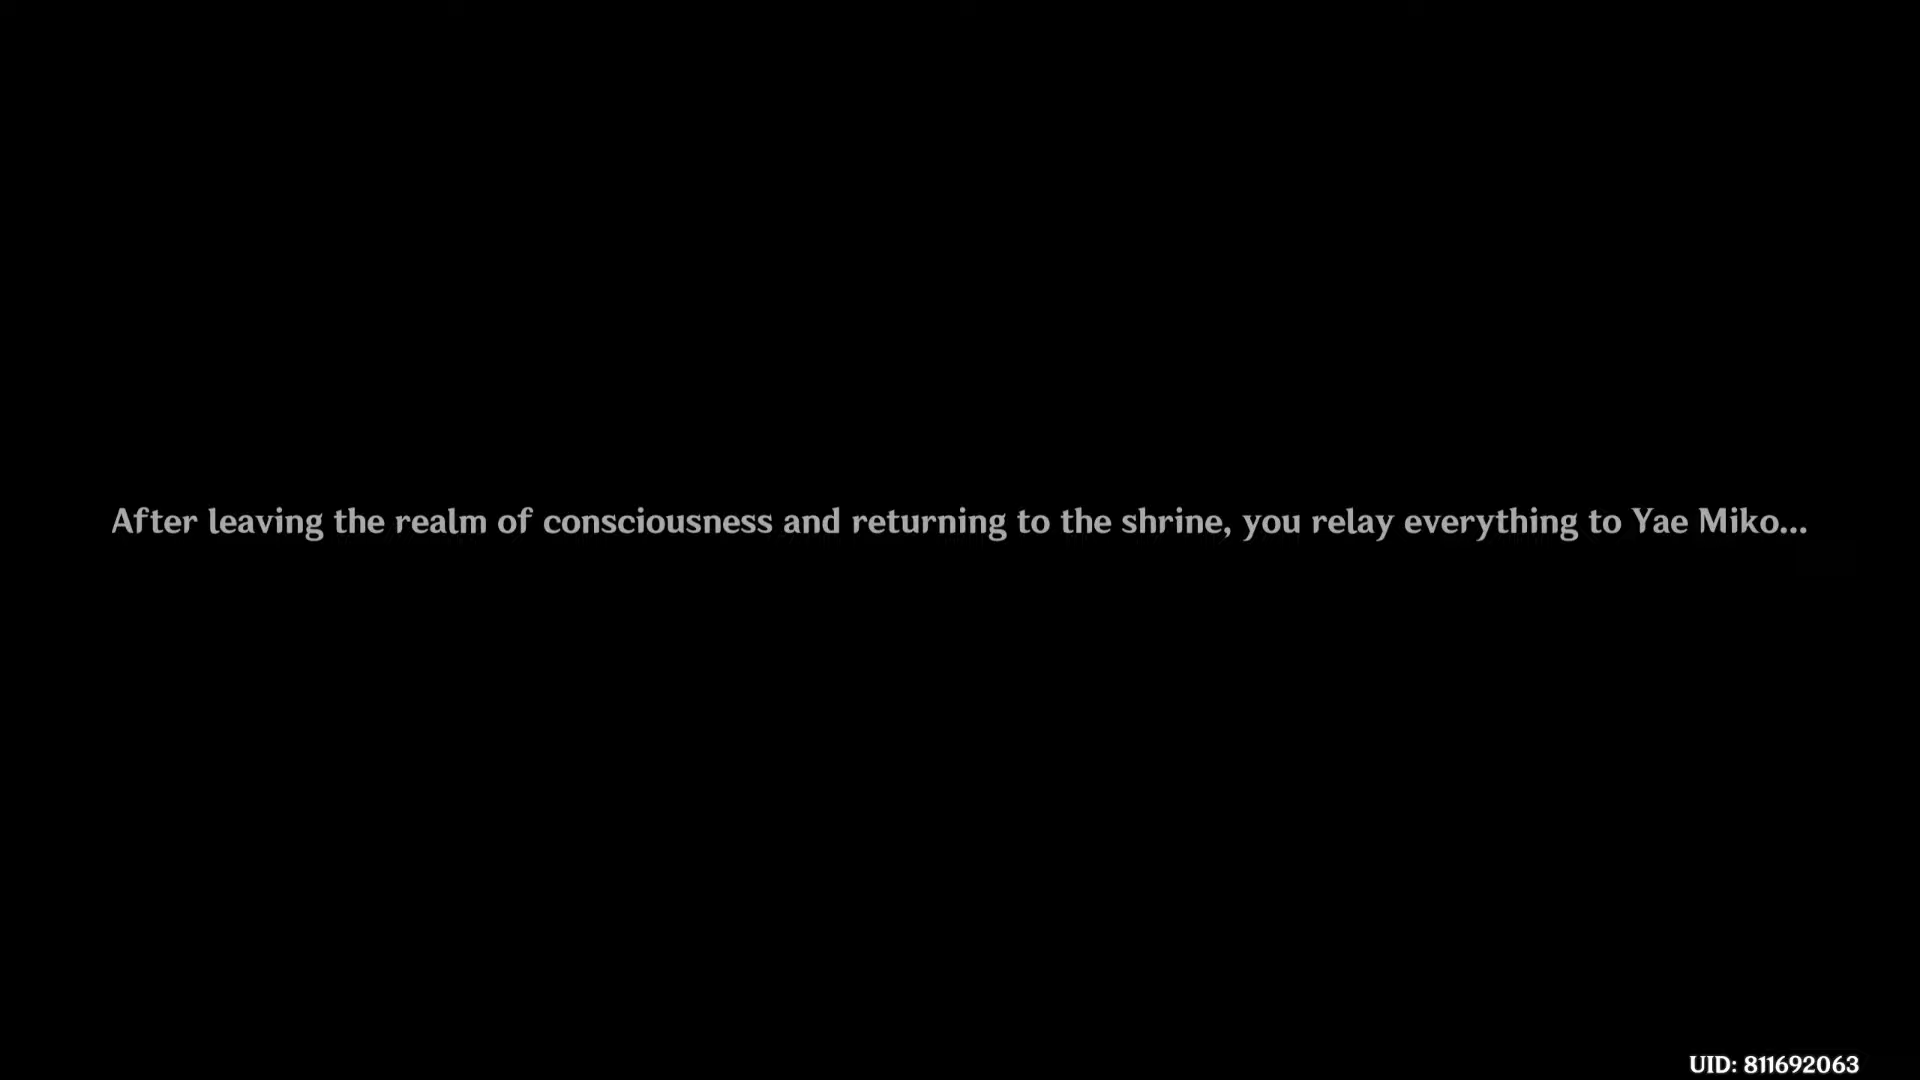 After leaving the realm of consciousness and returning to the shrine, you relay everything to Yae Miko...
UID: 811692063